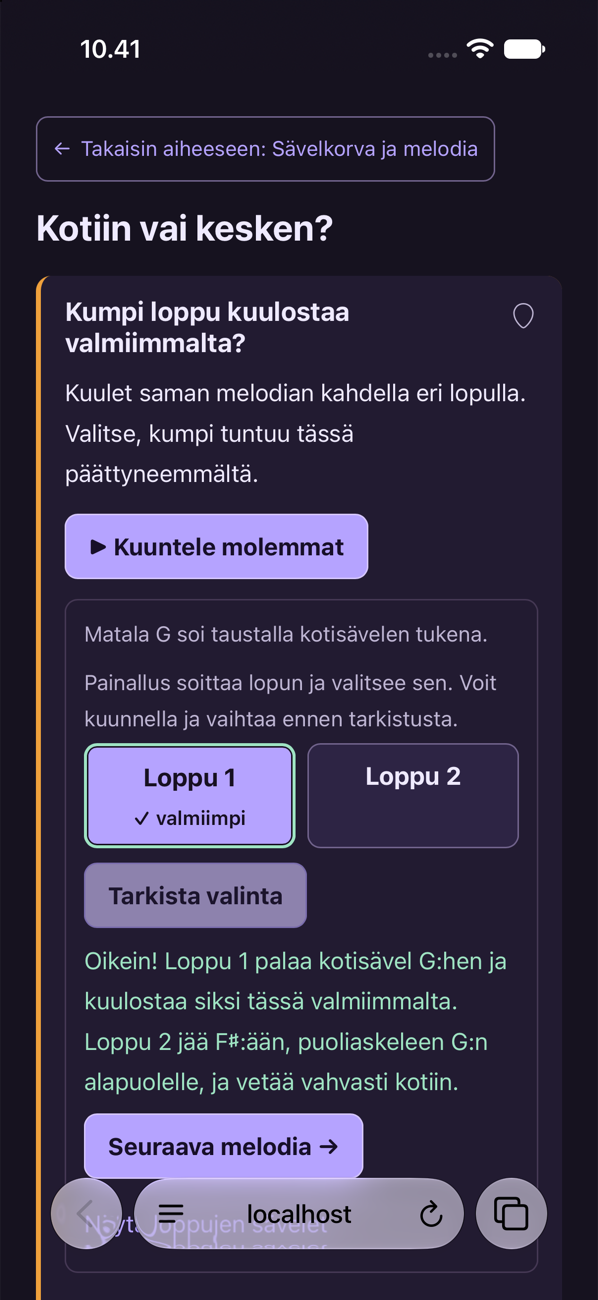 10.41
← Takaisin aiheeseen: Sävelkorva ja melodia
Kotiin vai kesken?
Kumpi loppu kuulostaa
valmiimmalta?
Kuulet saman melodian kahdella eri lopulla.
Valitse, kumpi tuntuu tässä
päättyneemmältä.
▶ Kuuntele molemmat
Matala G soi taustalla kotisävelen tukena.
Painallus soittaa lopun ja valitsee sen. Voit
kuunnella ja vaihtaa ennen tarkistusta.
Loppu 1
✓ valmiimpi
Loppu 2
Tarkista valinta
Oikein! Loppu 1 palaa kotisävel G:hen ja
kuulostaa siksi tässä valmiimmalta.
Loppu 2 jää F♯:ään, puoliaskeleen G:n
alapuolelle, ja vetää vahvasti kotiin.
Seuraava melodia →
Näytä loppujen sävelet
localhost